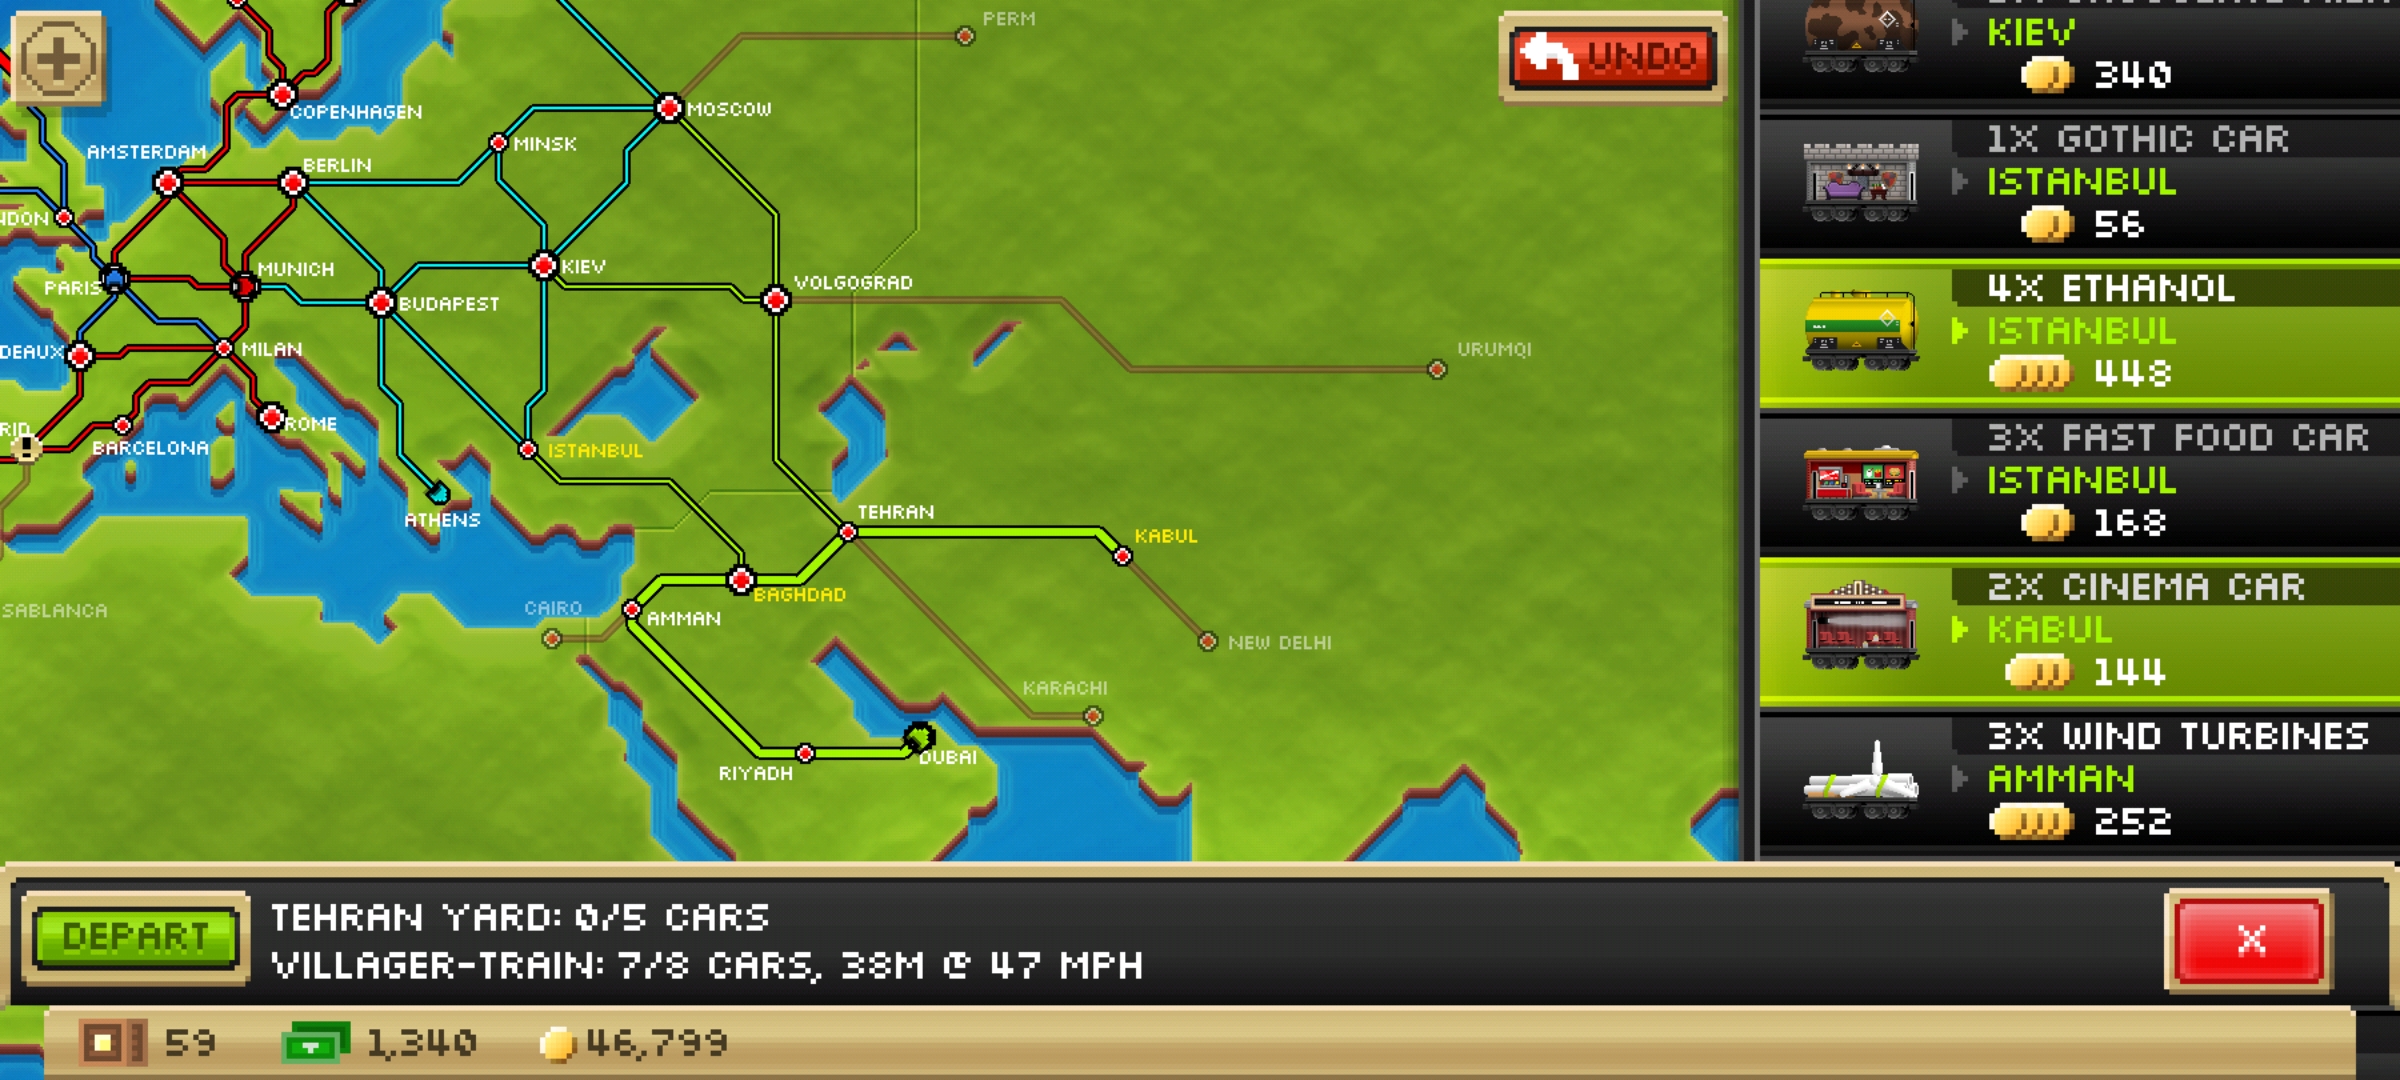 PERM
UNDO
COPENHAGEN
MOSCOW
MINSK
AMSTERDAM
BERLIN
NDON
KIEV
MUNICH
PARIS
BUDAPEST
VOLGOGRAD
DEAUX
MILAN
URUMQI
RID
ROME
BARCELONA
ISTANBUL
ATHENS
TEHRAN
KABUL
BAGHDAD
SABLANCA
CAIRO
AMMAN
NEW DELHI
KARACHI
RIYADH
DUBAI
KIEV
340
1X GOTHIC CAR
ISTANBUL
56
4X ETHANOL
ISTANBUL
448
3X FAST FOOD CAR
ISTANBUL
168
2X CINEMA CAR
KABUL
144
3X WIND TURBINES
AMMAN
252
DEPART
TEHRAN YARD: 0/5 CARS
VILLAGER-TRAIN: 7/8 CARS, 38M @ 47 MPH
X
59
1,340
46,799